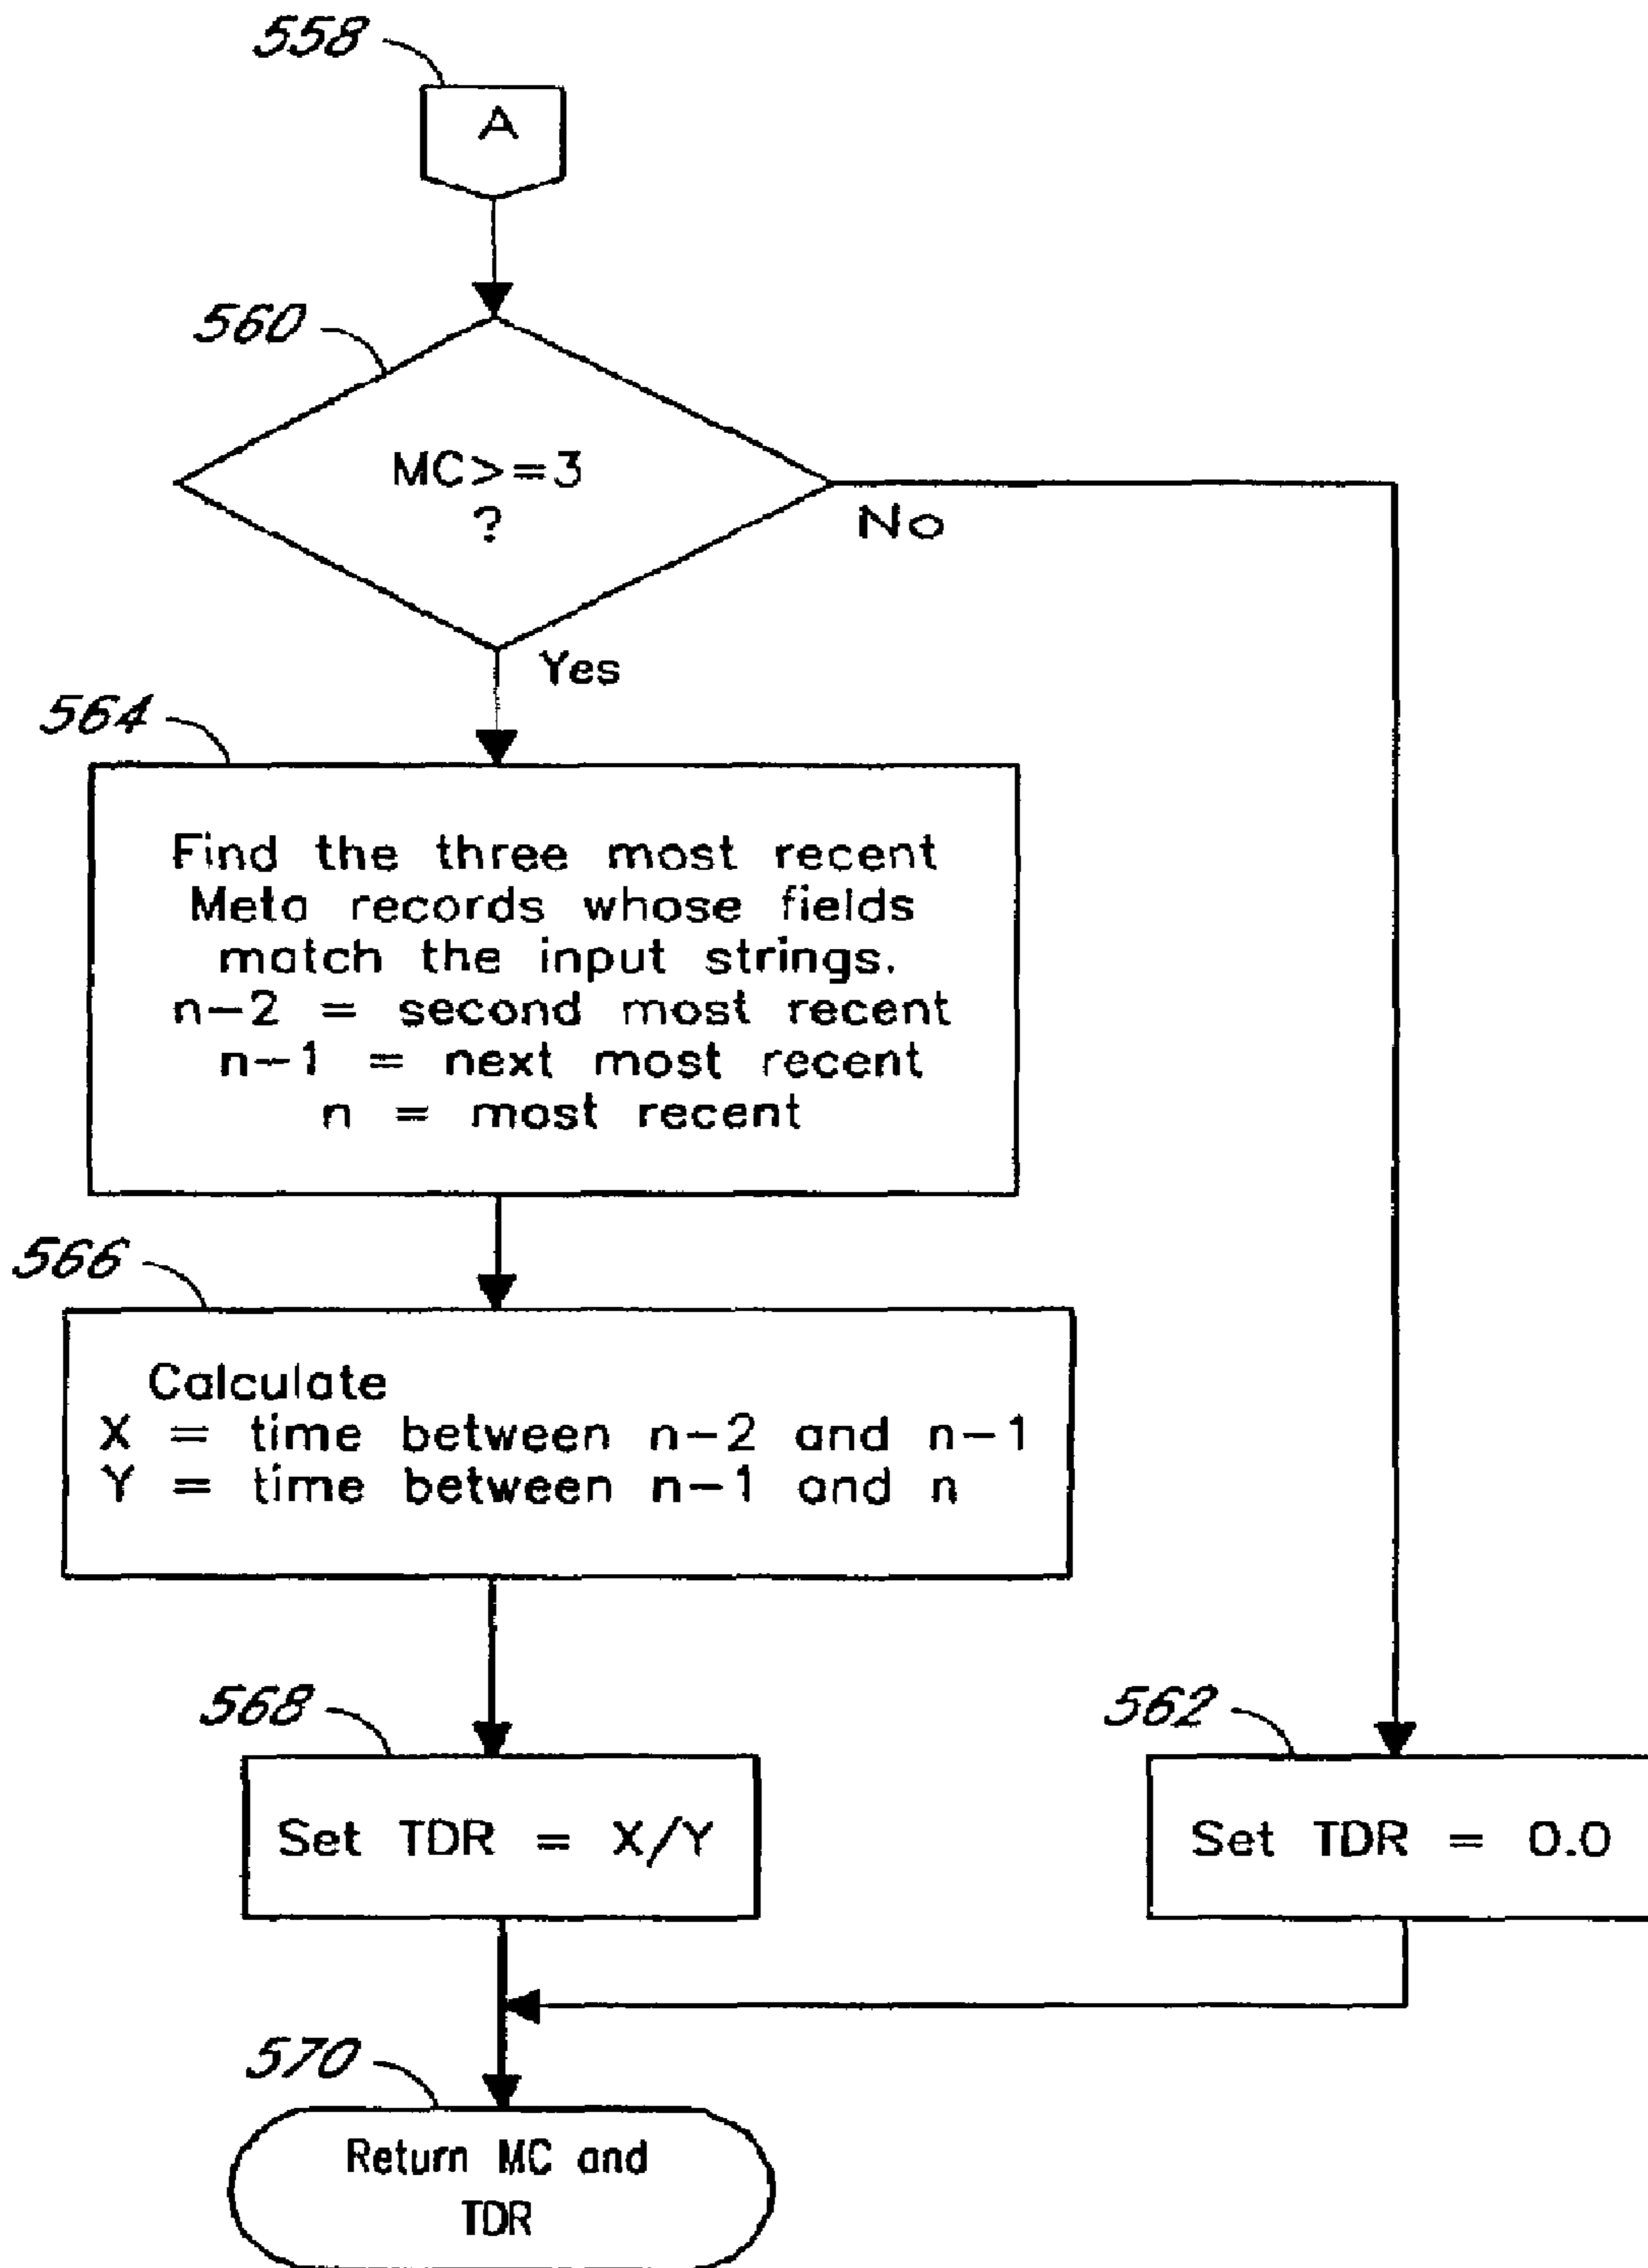 558
A
560
MC>=3
?
No
Yes
564
Find the three most recent
Meta records whose fields
match the input strings.
n-2 = second most recent
n-1 = next most recent
n = most recent
566
Calculate
X = time between n-2 and n-1
Y = time between n-1 and n
568
Set TDR = X/Y
562
Set TDR = 0.0
570
Return MC and
TDR